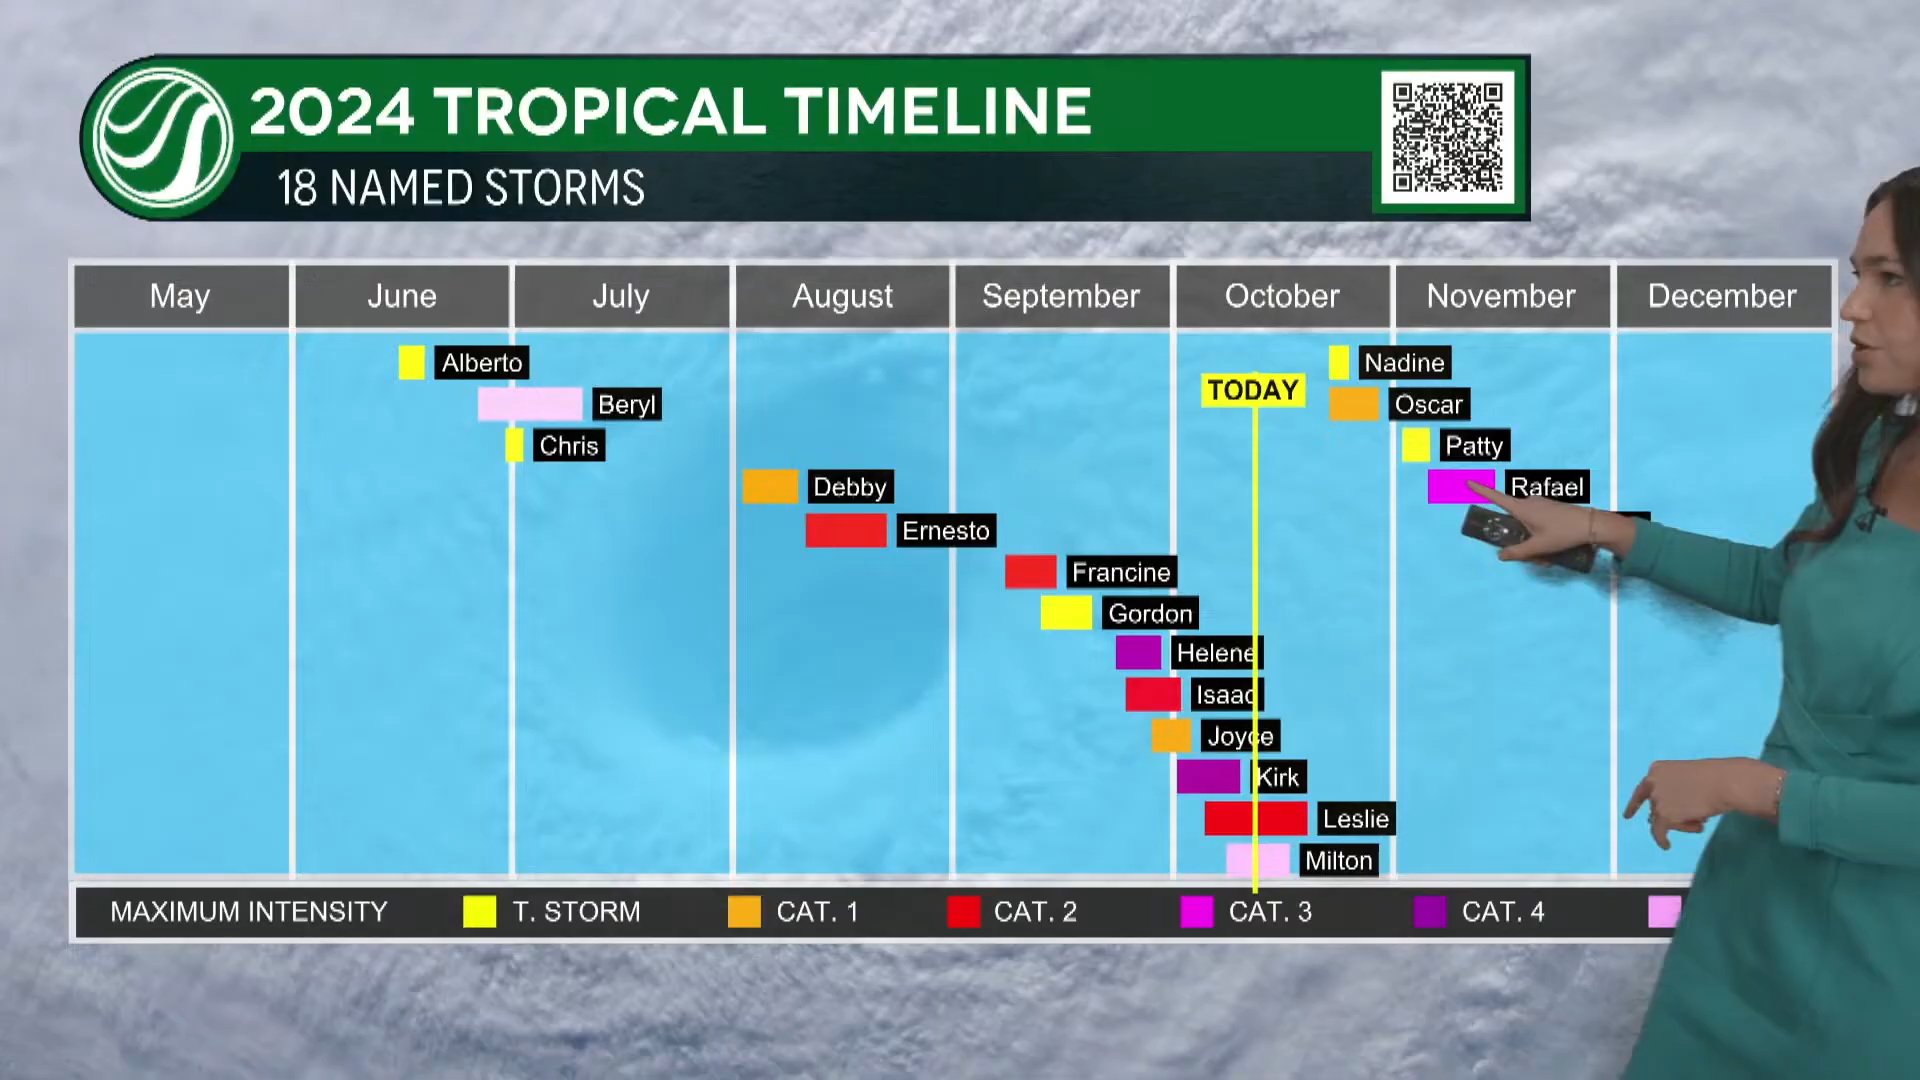 2024 TROPICAL TIMELINE
18 NAMED STORMS
May June July August September October November December
Alberto
Nadine
TODAY
Beryl
Oscar
Chris
Patty
Debby
Rafael
Ernesto
Francine
Gordon
Helene
Isaac
Joyce
Kirk
Leslie
Milton
MAXIMUM INTENSITY T. STORM CAT. 1 CAT. 2 CAT. 3 CAT. 4